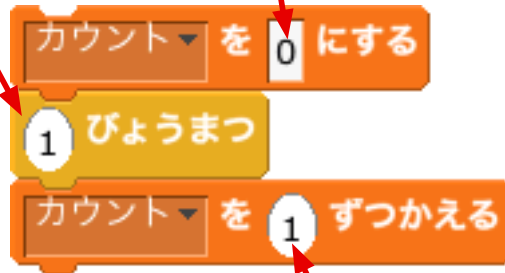 カウント を 0 にする
1 びょうまつ
カウント を 1 ずつかえる